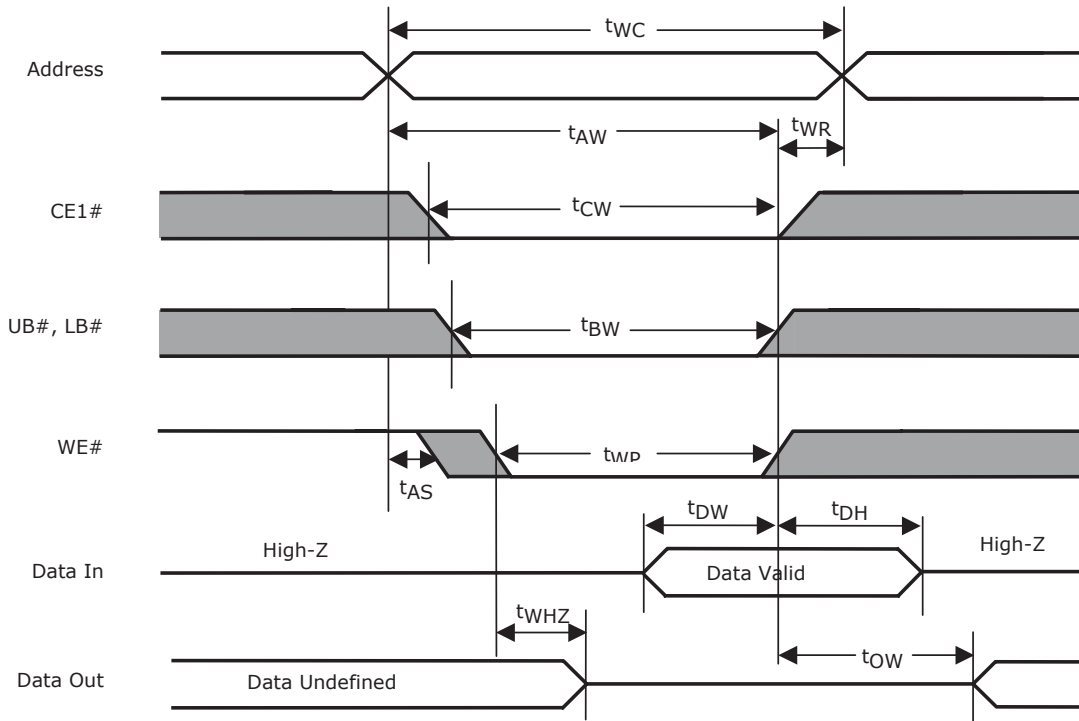 tWC
Address
tAW
tWR
CE1#
tCW
UB#, LB#
tBW
WE#
tWP
tAS
tDW
tDH
High-Z
High-Z
Data In
Data Valid
tWHZ
tOW
Data Out
Data Undefined